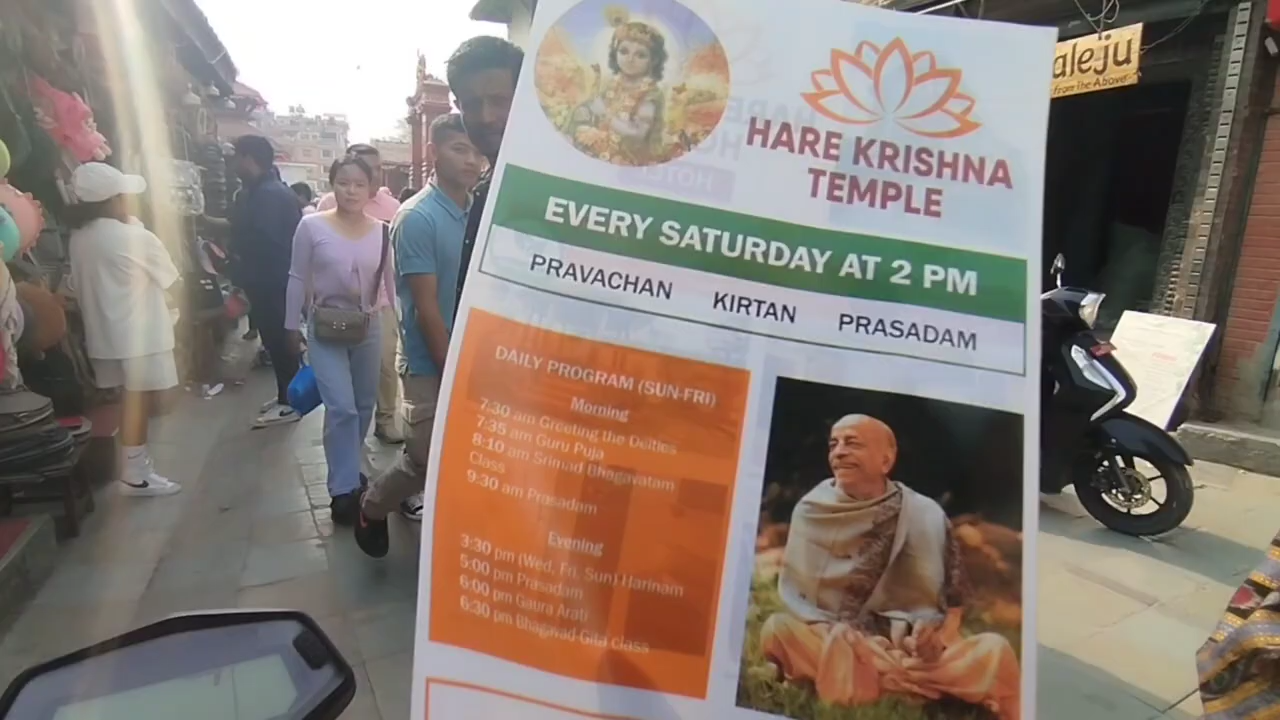 HARE KRISHNA
TEMPLE
EVERY SATURDAY AT 2 PM
PRAVACHAN KIRTAN PRASADAM
DAILY PROGRAM (SUN-FRI)
Morning
7:30 am Greeting the Deities
7:35 am Guru Puja
8:10 am Srimad Bhagavatam
Class
9:30 am Prasadam
Evening
3:30 pm (Wed, Fri, Sun) Harinam
5:00 pm Prasadam
6:00 pm Gaura Arati
6:30 pm Bhagavad-Gita class
aleju
from the Above